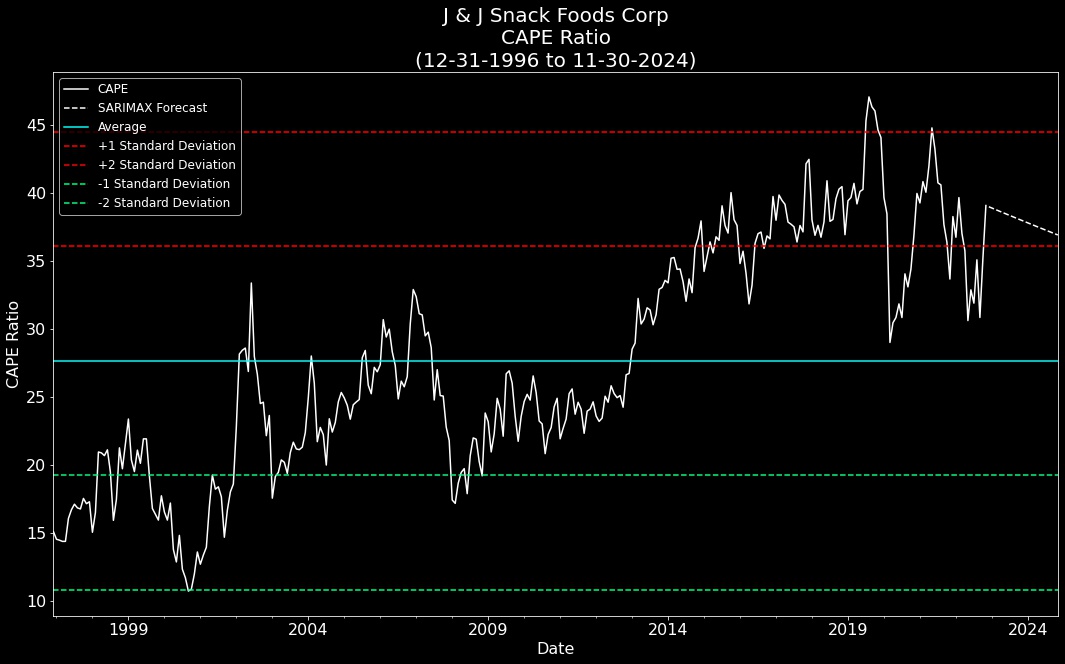 J & J Snack Foods Corp
CAPE Ratio
(12-31-1996 to 11-30-2024)
CAPE
SARIMAX Forecast
Average
+1 Standard Deviation
+2 Standard Deviation
-1 Standard Deviation
-2 Standard Deviation
CAPE Ratio
45
40
35
30
25
20
15
10
1999
2004
2009
2014
2019
2024
Date